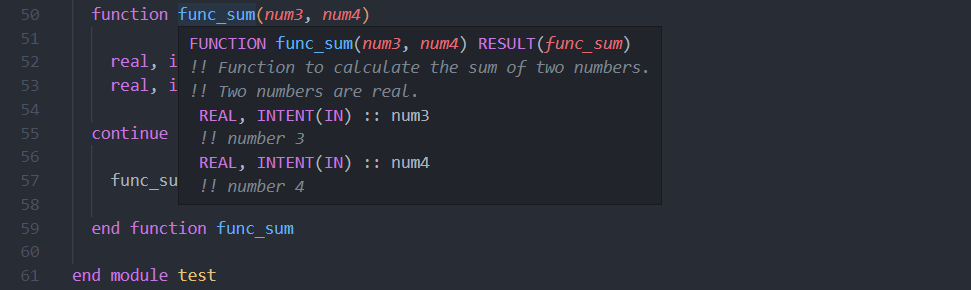 50 function func_sum(num3, num4)
51 FUNCTION func_sum(num3, num4) RESULT(func_sum)
52 real, i !! Function to calculate the sum of two numbers.
53 real, i !! Two numbers are real.
54 REAL, INTENT(IN) :: num3
55 continue !! number 3
56 REAL, INTENT(IN) :: num4
57 func_su !! number 4
58
59 end function func_sum
60
61 end module test